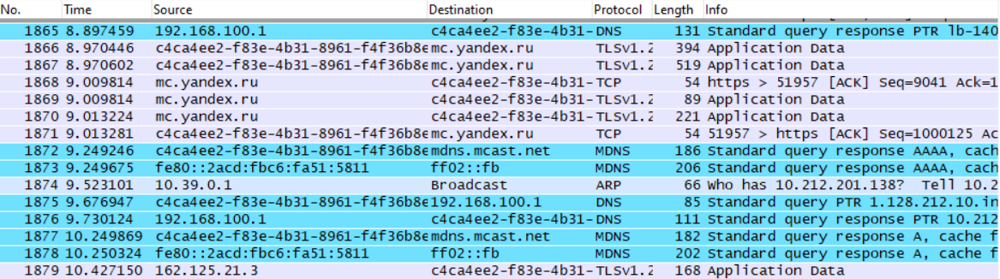 No. Time Source Destination Protocol Length Info
1865 8.897459 192.168.100.1 c4ca4ee2-f83e-4b31- DNS 131 Standard query response PTR lb-140
1866 8.970446 c4ca4ee2-f83e-4b31-8961-f4f36b8e mc.yandex.ru TLSv1.2 394 Application Data
1867 8.970602 c4ca4ee2-f83e-4b31-8961-f4f36b8e mc.yandex.ru TLSv1.2 519 Application Data
1868 9.009814 mc.yandex.ru c4ca4ee2-f83e-4b31- TCP 54 https > 51957 [ACK] Seq=9041 Ack=1
1869 9.009814 mc.yandex.ru c4ca4ee2-f83e-4b31- TLSv1.2 89 Application Data
1870 9.013224 mc.yandex.ru c4ca4ee2-f83e-4b31- TLSv1.2 221 Application Data
1871 9.013281 c4ca4ee2-f83e-4b31-8961-f4f36b8e mc.yandex.ru TCP 54 51957 > https [ACK] Seq=1000125 Ac
1872 9.249246 c4ca4ee2-f83e-4b31-8961-f4f36b8e mdns.mcast.net MDNS 186 Standard query response AAAA, cach
1873 9.249675 fe80::2acd:fbc6:fa51:5811 ff02::fb MDNS 206 Standard query response AAAA, cach
1874 9.523101 10.39.0.1 Broadcast ARP 66 Who has 10.212.201.138? Tell 10.2
1875 9.676947 c4ca4ee2-f83e-4b31-8961-f4f36b8e 192.168.100.1 DNS 85 Standard query PTR 1.128.212.10.in
1876 9.730124 192.168.100.1 c4ca4ee2-f83e-4b31- DNS 111 Standard query response PTR 10.212
1877 10.249869 c4ca4ee2-f83e-4b31-8961-f4f36b8e mdns.mcast.net MDNS 182 Standard query response A, cache f
1878 10.250324 fe80::2acd:fbc6:fa51:5811 ff02::fb MDNS 202 Standard query response A, cache f
1879 10.427150 162.125.21.3 c4ca4ee2-f83e-4b31- TLSv1.2 168 Application Data